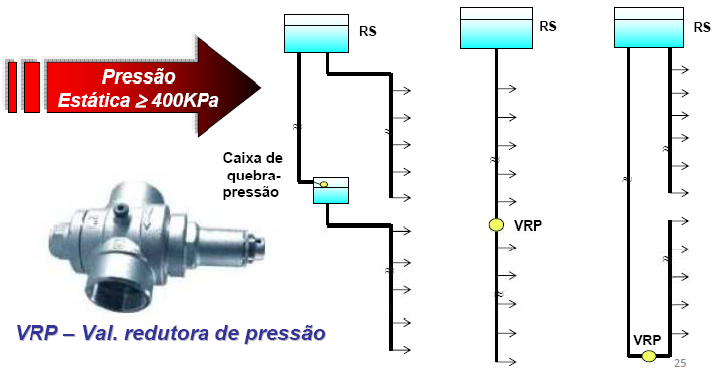 Pressão
Estática ≥ 400KPa
RS
RS
RS
Caixa de
quebra-
pressão
VRP
VRP
VRP – Val. redutora de pressão
25